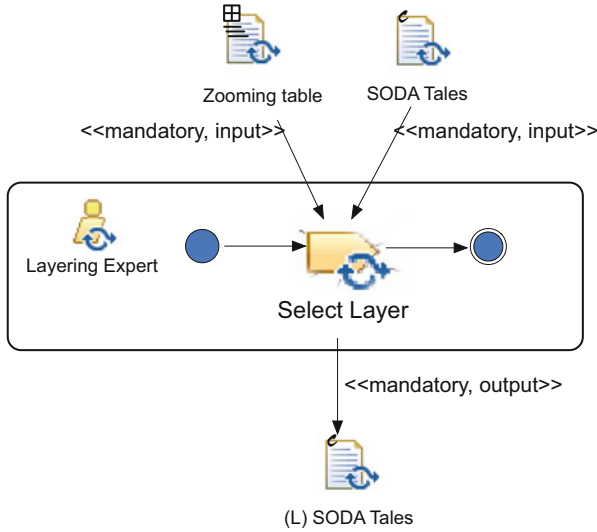 Zooming table
SODA Tales
<<mandatory, input>>
<<mandatory, input>>
Layering Expert
Select Layer
<<mandatory, output>>
(L) SODA Tales